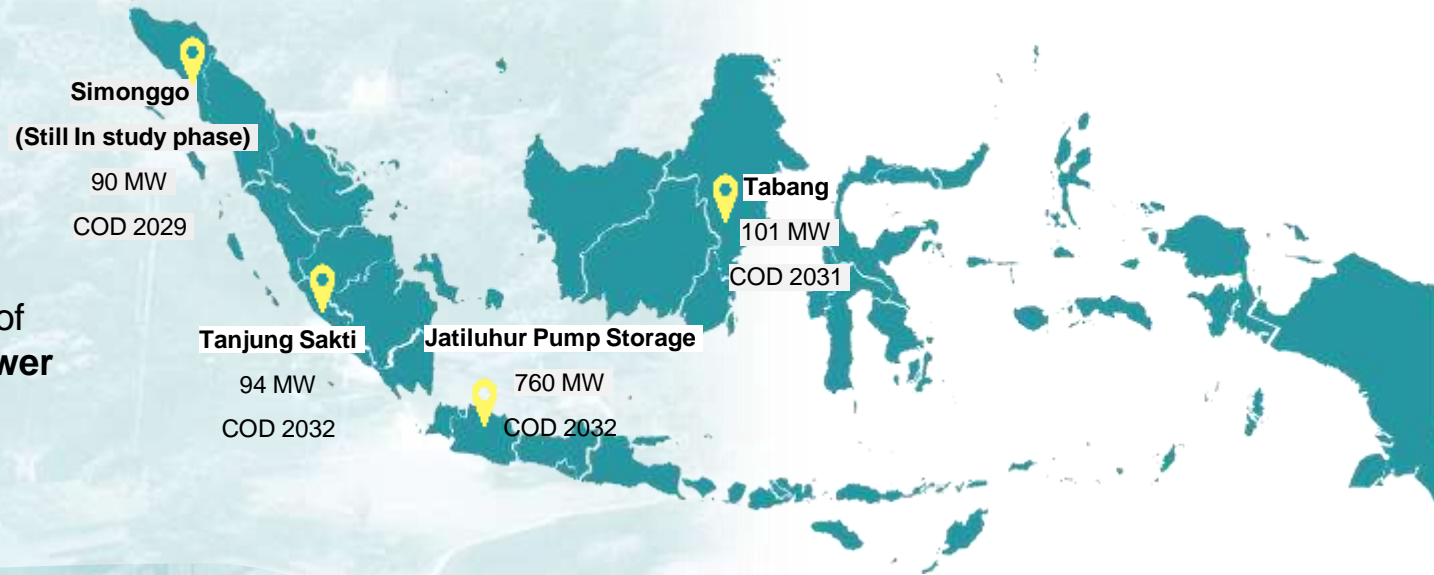 Simonggo
(Still In study phase)
90 MW
COD 2029
Tabang
101 MW
COD 2031
of
wer
Tanjung Sakti
94 MW
COD 2032
Jatiluhur Pump Storage
760 MW
COD 2032